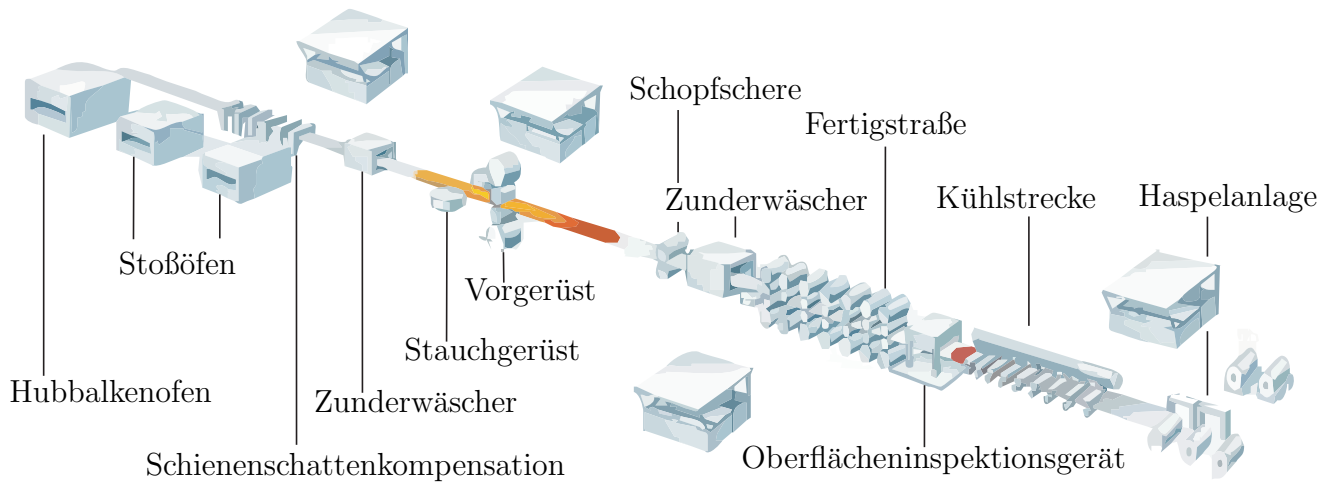 Schopfschere
Fertigstraße
Zunderwäscher
Kühlstrecke
Haspelanlage
Stoßöfen
Vorgerüst
Stauchgerüst
Hubbalkenofen
Zunderwäscher
Schienenschattenkompensation
Oberflächeninspektionsgerät